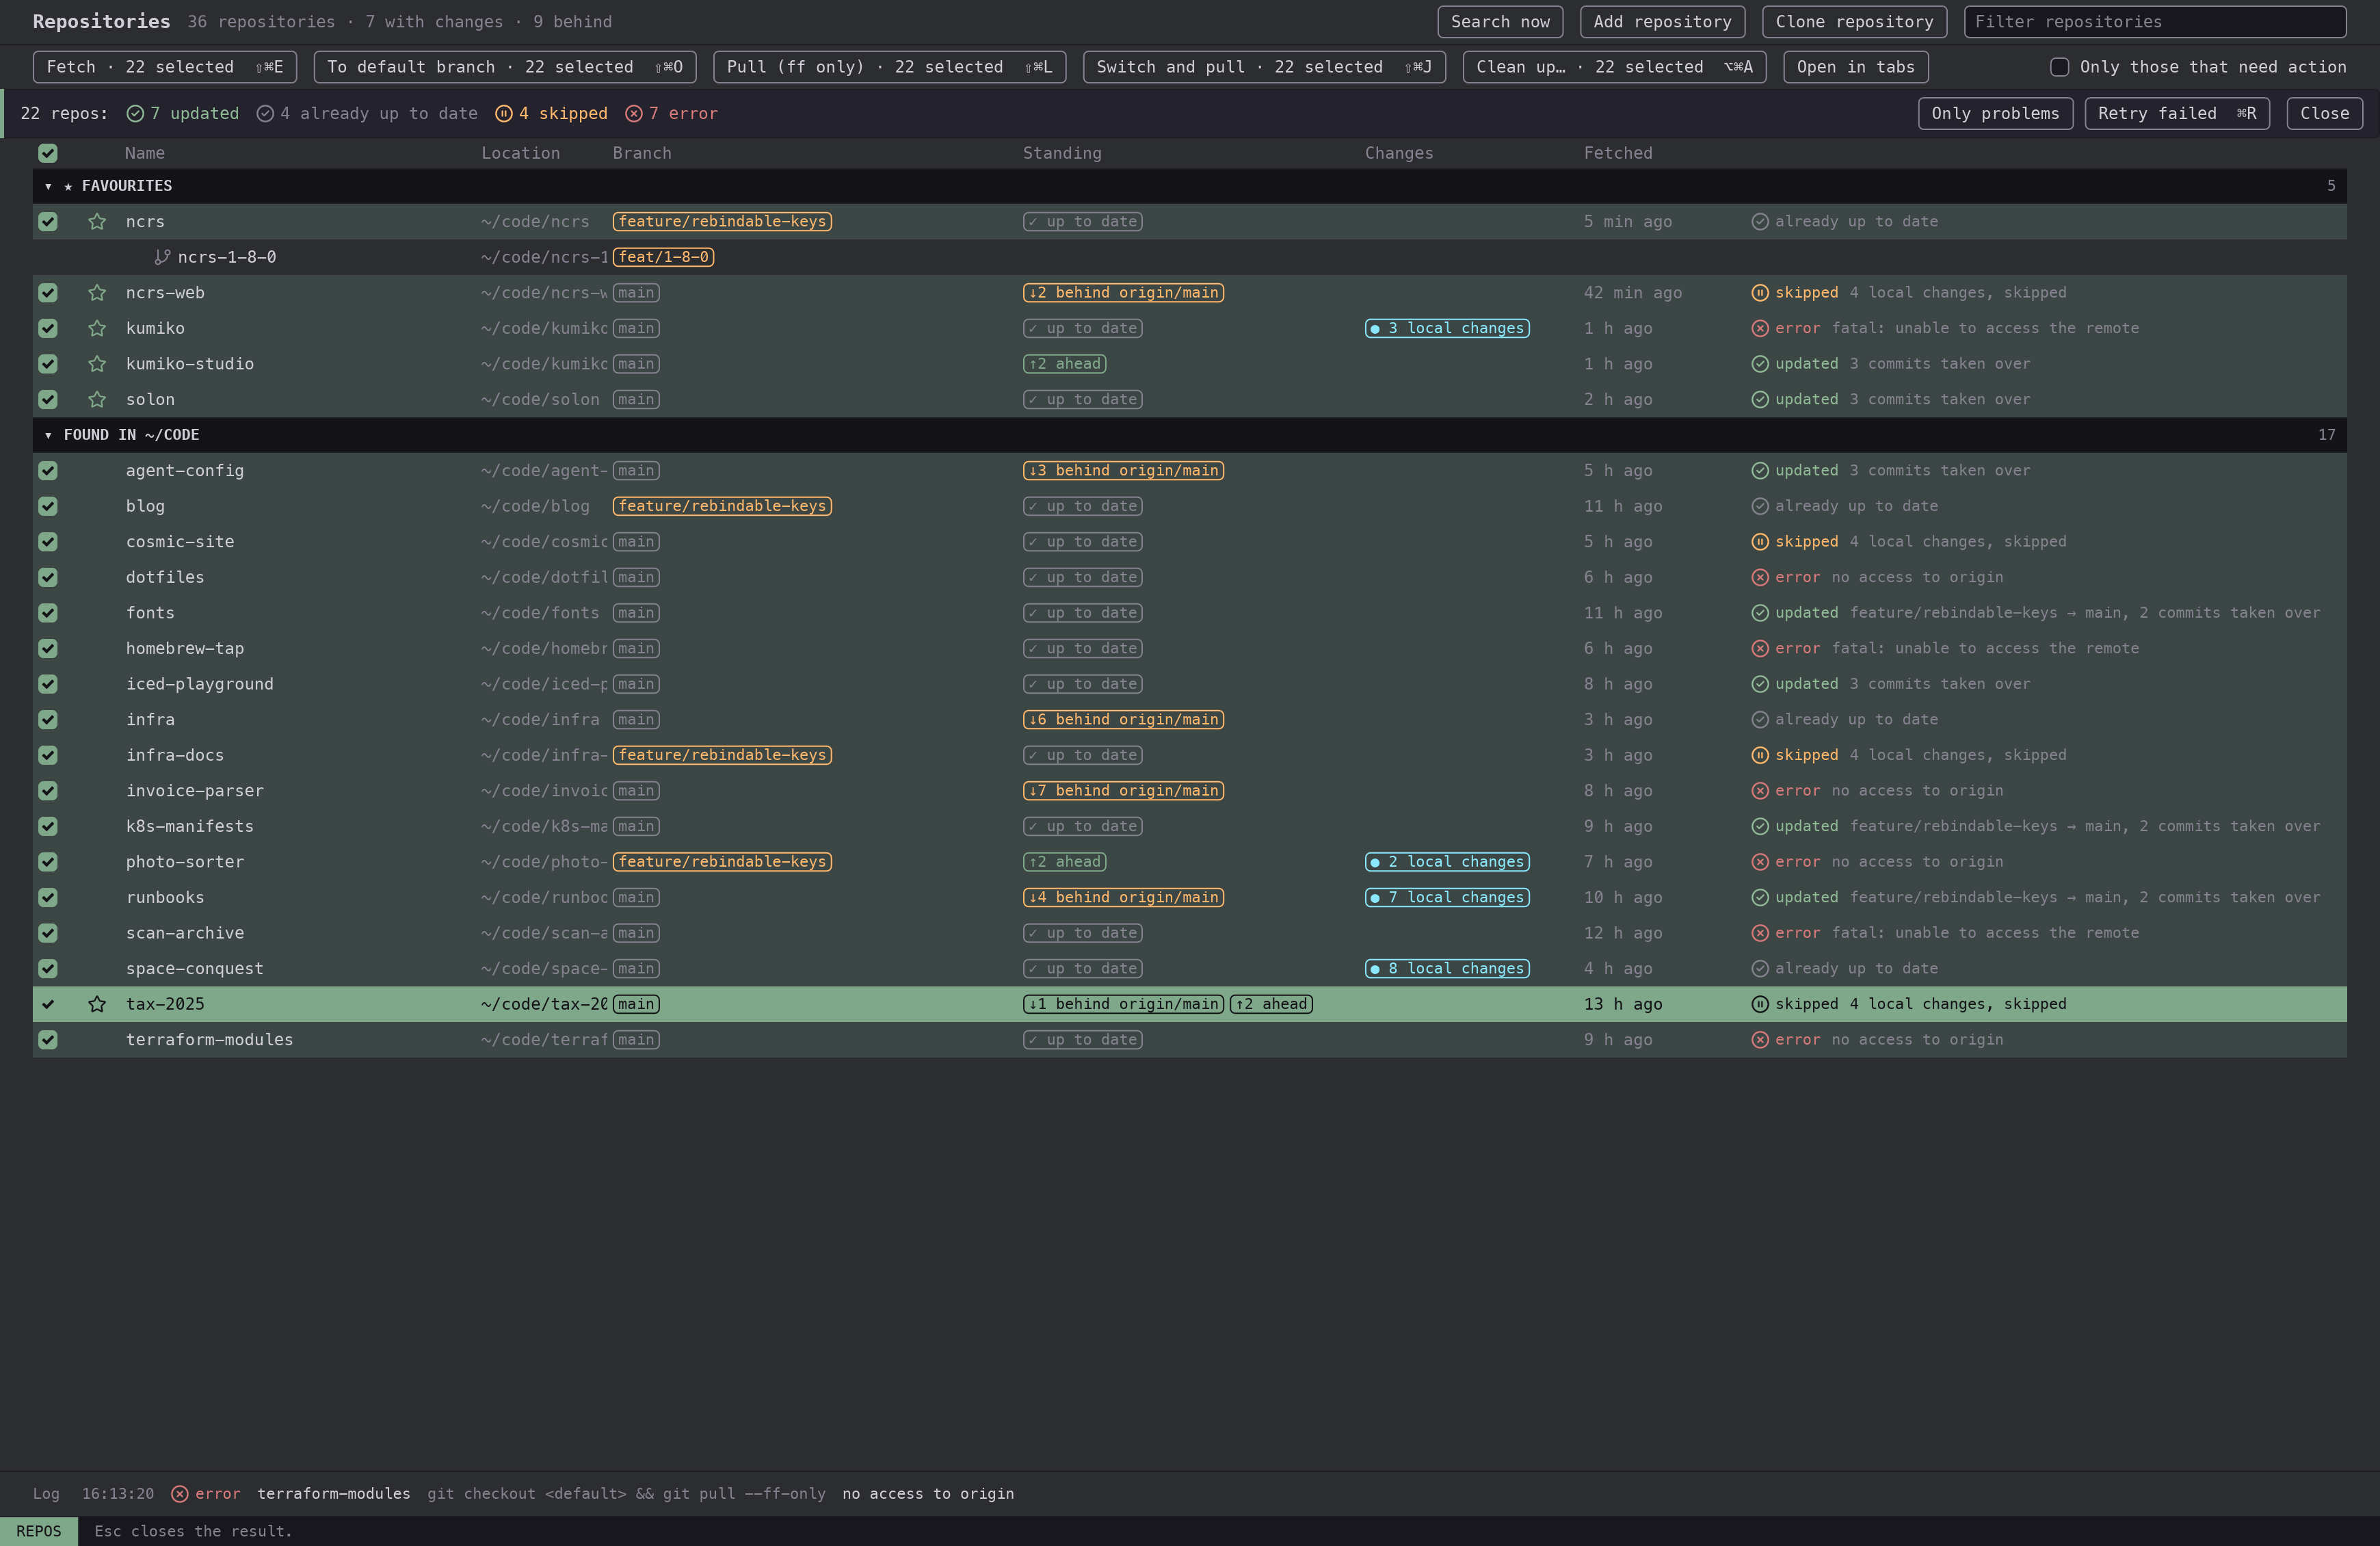 Repositories 36 repositories · 7 with changes · 9 behind Search now Add repository Clone repository Filter repositories
Fetch · 22 selected ⇧⌘E To default branch · 22 selected ⇧⌘O Pull (ff only) · 22 selected ⇧⌘L Switch and pull · 22 selected ⇧⌘J Clean up… · 22 selected ⌥⌘A Open in tabs Only those that need action
22 repos: 7 updated 4 already up to date 4 skipped 7 error Only problems Retry failed ⌘R Close
Name Location Branch Standing Changes Fetched
▾ ★ FAVOURITES 5
ncrs ~/code/ncrs feature/rebindable-keys ✓ up to date 5 min ago already up to date
ncrs-1-8-0 ~/code/ncrs-1 feat/1-8-0
ncrs-web ~/code/ncrs-w main ↓2 behind origin/main 42 min ago skipped 4 local changes, skipped
kumiko ~/code/kumiko main ✓ up to date ● 3 local changes 1 h ago error fatal: unable to access the remote
kumiko-studio ~/code/kumiko main ↑2 ahead 1 h ago updated 3 commits taken over
solon ~/code/solon main ✓ up to date 2 h ago updated 3 commits taken over
▾ FOUND IN ~/CODE 17
agent-config ~/code/agent- main ↓3 behind origin/main 5 h ago updated 3 commits taken over
blog ~/code/blog feature/rebindable-keys ✓ up to date 11 h ago already up to date
cosmic-site ~/code/cosmic main ✓ up to date 5 h ago skipped 4 local changes, skipped
dotfiles ~/code/dotfil main ✓ up to date 6 h ago error no access to origin
fonts ~/code/fonts main ✓ up to date 11 h ago updated feature/rebindable-keys → main, 2 commits taken over
homebrew-tap ~/code/homebr main ✓ up to date 6 h ago error fatal: unable to access the remote
iced-playground ~/code/iced-p main ✓ up to date 8 h ago updated 3 commits taken over
infra ~/code/infra main ↓6 behind origin/main 3 h ago already up to date
infra-docs ~/code/infra- feature/rebindable-keys ✓ up to date 3 h ago skipped 4 local changes, skipped
invoice-parser ~/code/invoic main ↓7 behind origin/main 8 h ago error no access to origin
k8s-manifests ~/code/k8s-ma main ✓ up to date 9 h ago updated feature/rebindable-keys → main, 2 commits taken over
photo-sorter ~/code/photo- feature/rebindable-keys ↑2 ahead ● 2 local changes 7 h ago error no access to origin
runbooks ~/code/runboo main ↓4 behind origin/main ● 7 local changes 10 h ago updated feature/rebindable-keys → main, 2 commits taken over
scan-archive ~/code/scan-a main ✓ up to date 12 h ago error fatal: unable to access the remote
space-conquest ~/code/space- main ✓ up to date ● 8 local changes 4 h ago already up to date
tax-2025 ~/code/tax-20 main ↓1 behind origin/main ↑2 ahead 13 h ago skipped 4 local changes, skipped
terraform-modules ~/code/terraf main ✓ up to date 9 h ago error no access to origin
Log 16:13:20 error terraform-modules git checkout <default> && git pull --ff-only no access to origin
REPOS Esc closes the result.